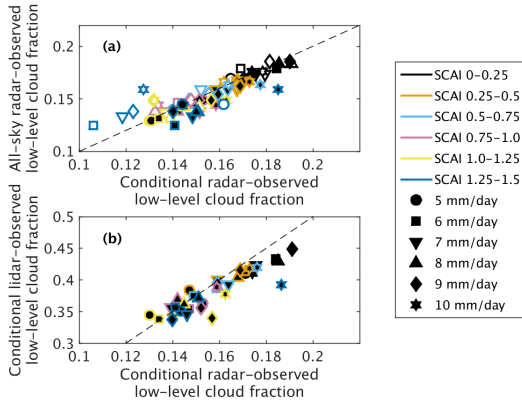 All-sky radar-observed
low-level cloud fraction
(a)
0.2
0.15
0.1
0.1 0.12 0.14 0.16 0.18 0.2
Conditional radar-observed
low-level cloud fraction
Conditional lidar-observed
low-level cloud fraction
(b)
0.5
0.45
0.4
0.35
0.3
0.1 0.12 0.14 0.16 0.18 0.2
Conditional radar-observed
low-level cloud fraction
SCAI 0-0.25
SCAI 0.25-0.5
SCAI 0.5-0.75
SCAI 0.75-1.0
SCAI 1.0-1.25
SCAI 1.25-1.5
5 mm/day
6 mm/day
7 mm/day
8 mm/day
9 mm/day
10 mm/day